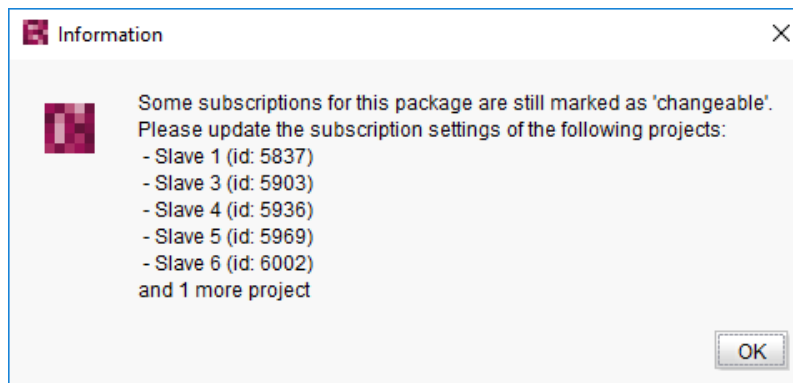 Information
Some subscriptions for this package are still marked as 'changeable'.
Please update the subscription settings of the following projects:
- Slave 1 (id: 5837)
- Slave 3 (id: 5903)
- Slave 4 (id: 5936)
- Slave 5 (id: 5969)
- Slave 6 (id: 6002)
and 1 more project
OK